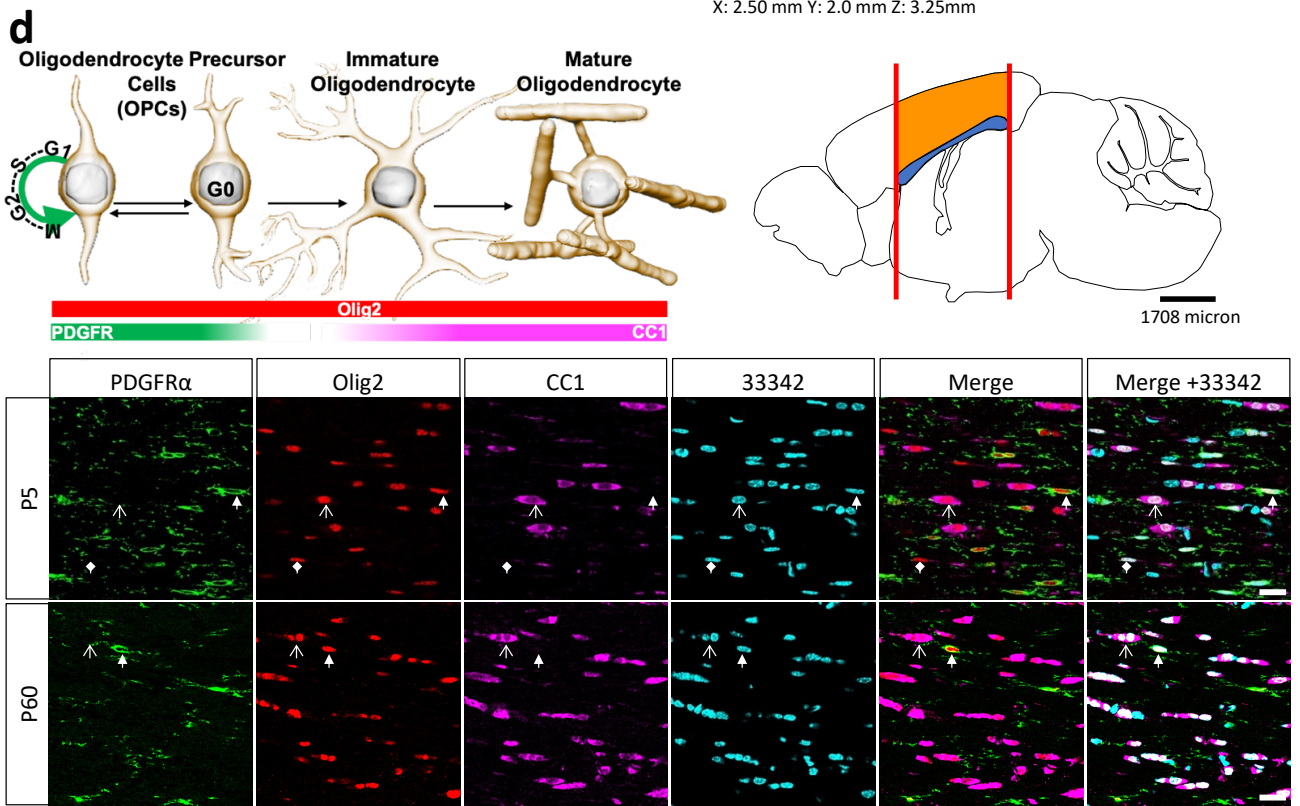 X: 2.50 mm Y: 2.0 mm Z: 3.25mm
d
Oligodendrocyte Precursor
Cells
(OPCs)
Immature
Oligodendrocyte
Mature
Oligodendrocyte
G2---S---G1
M
G0
Olig2
PDGFR
CC1
1708 micron
PDGFRα
Olig2
CC1
33342
Merge
Merge +33342
P5
P60